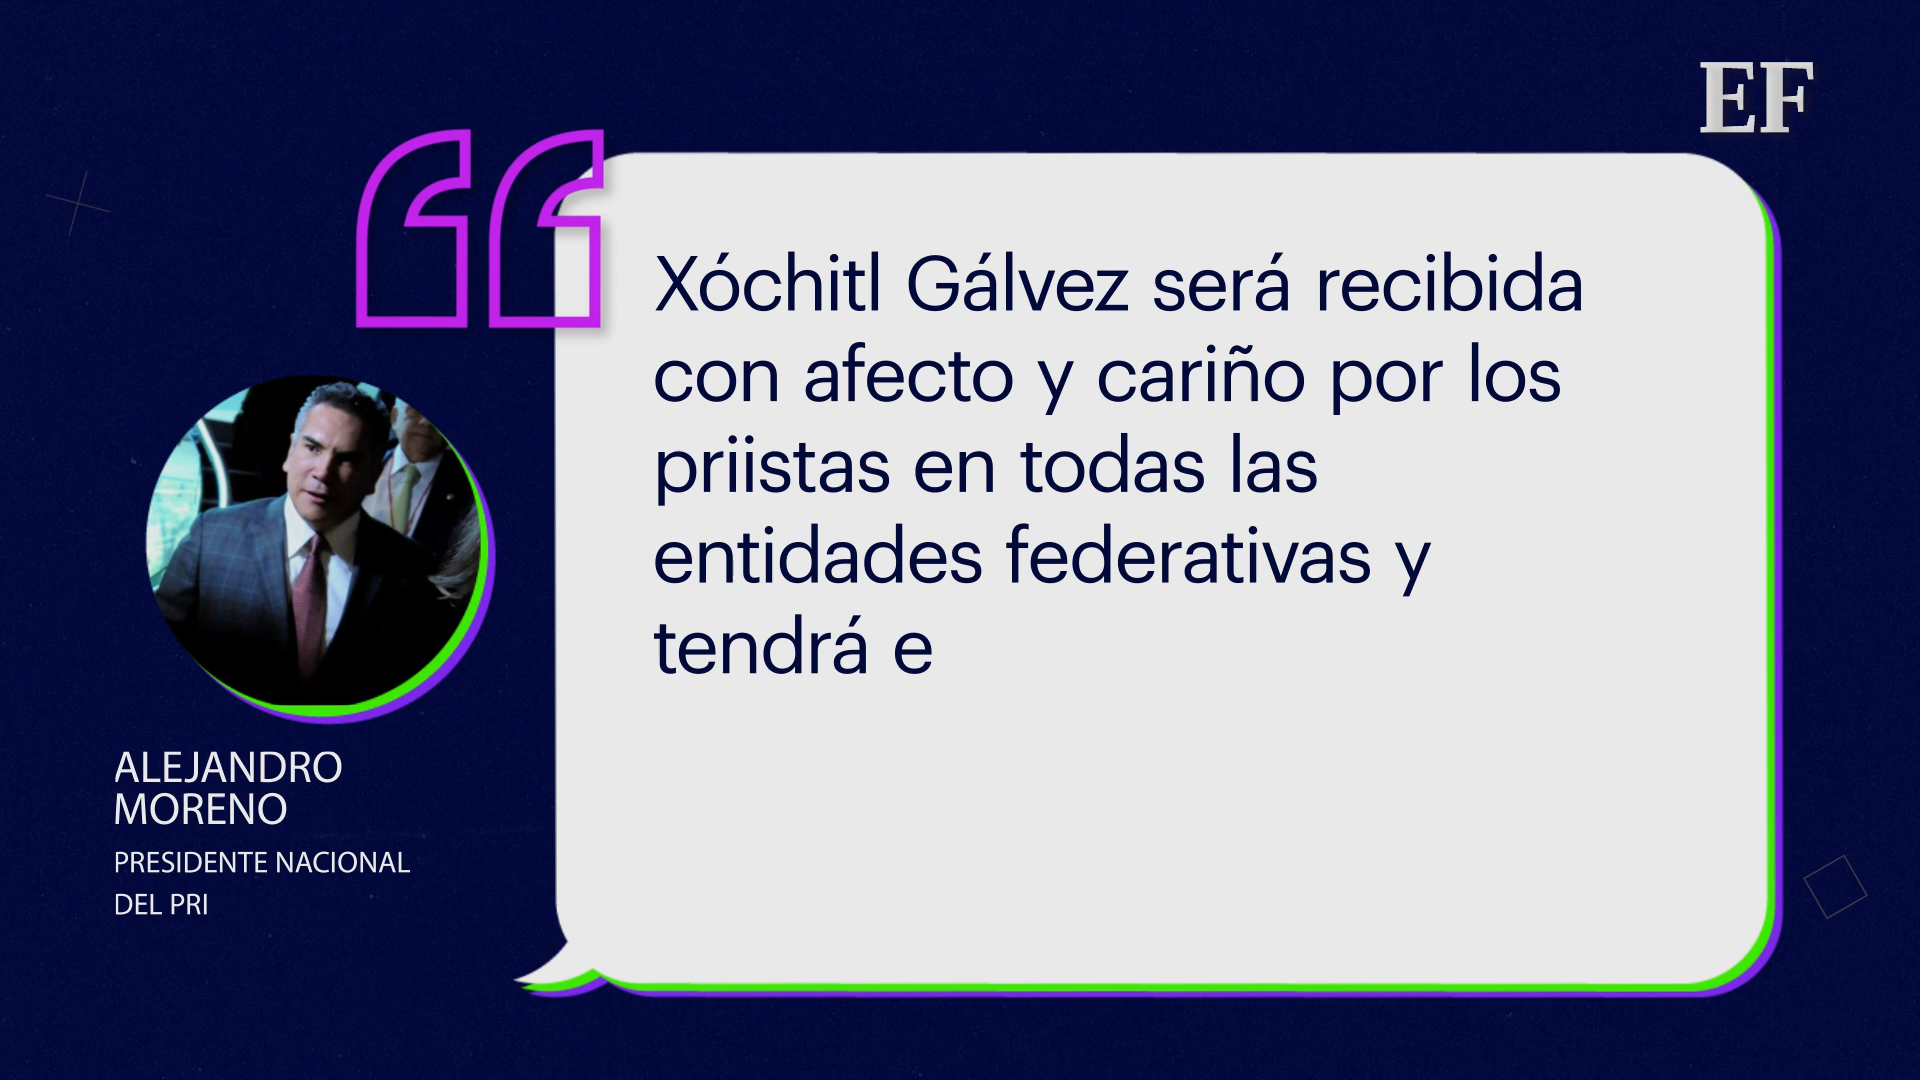 EF
Xóchitl Gálvez será recibida
con afecto y cariño por los
priistas en todas las
entidades federativas y
tendrá e
ALEJANDRO
MORENO
PRESIDENTE NACIONAL
DEL PRI